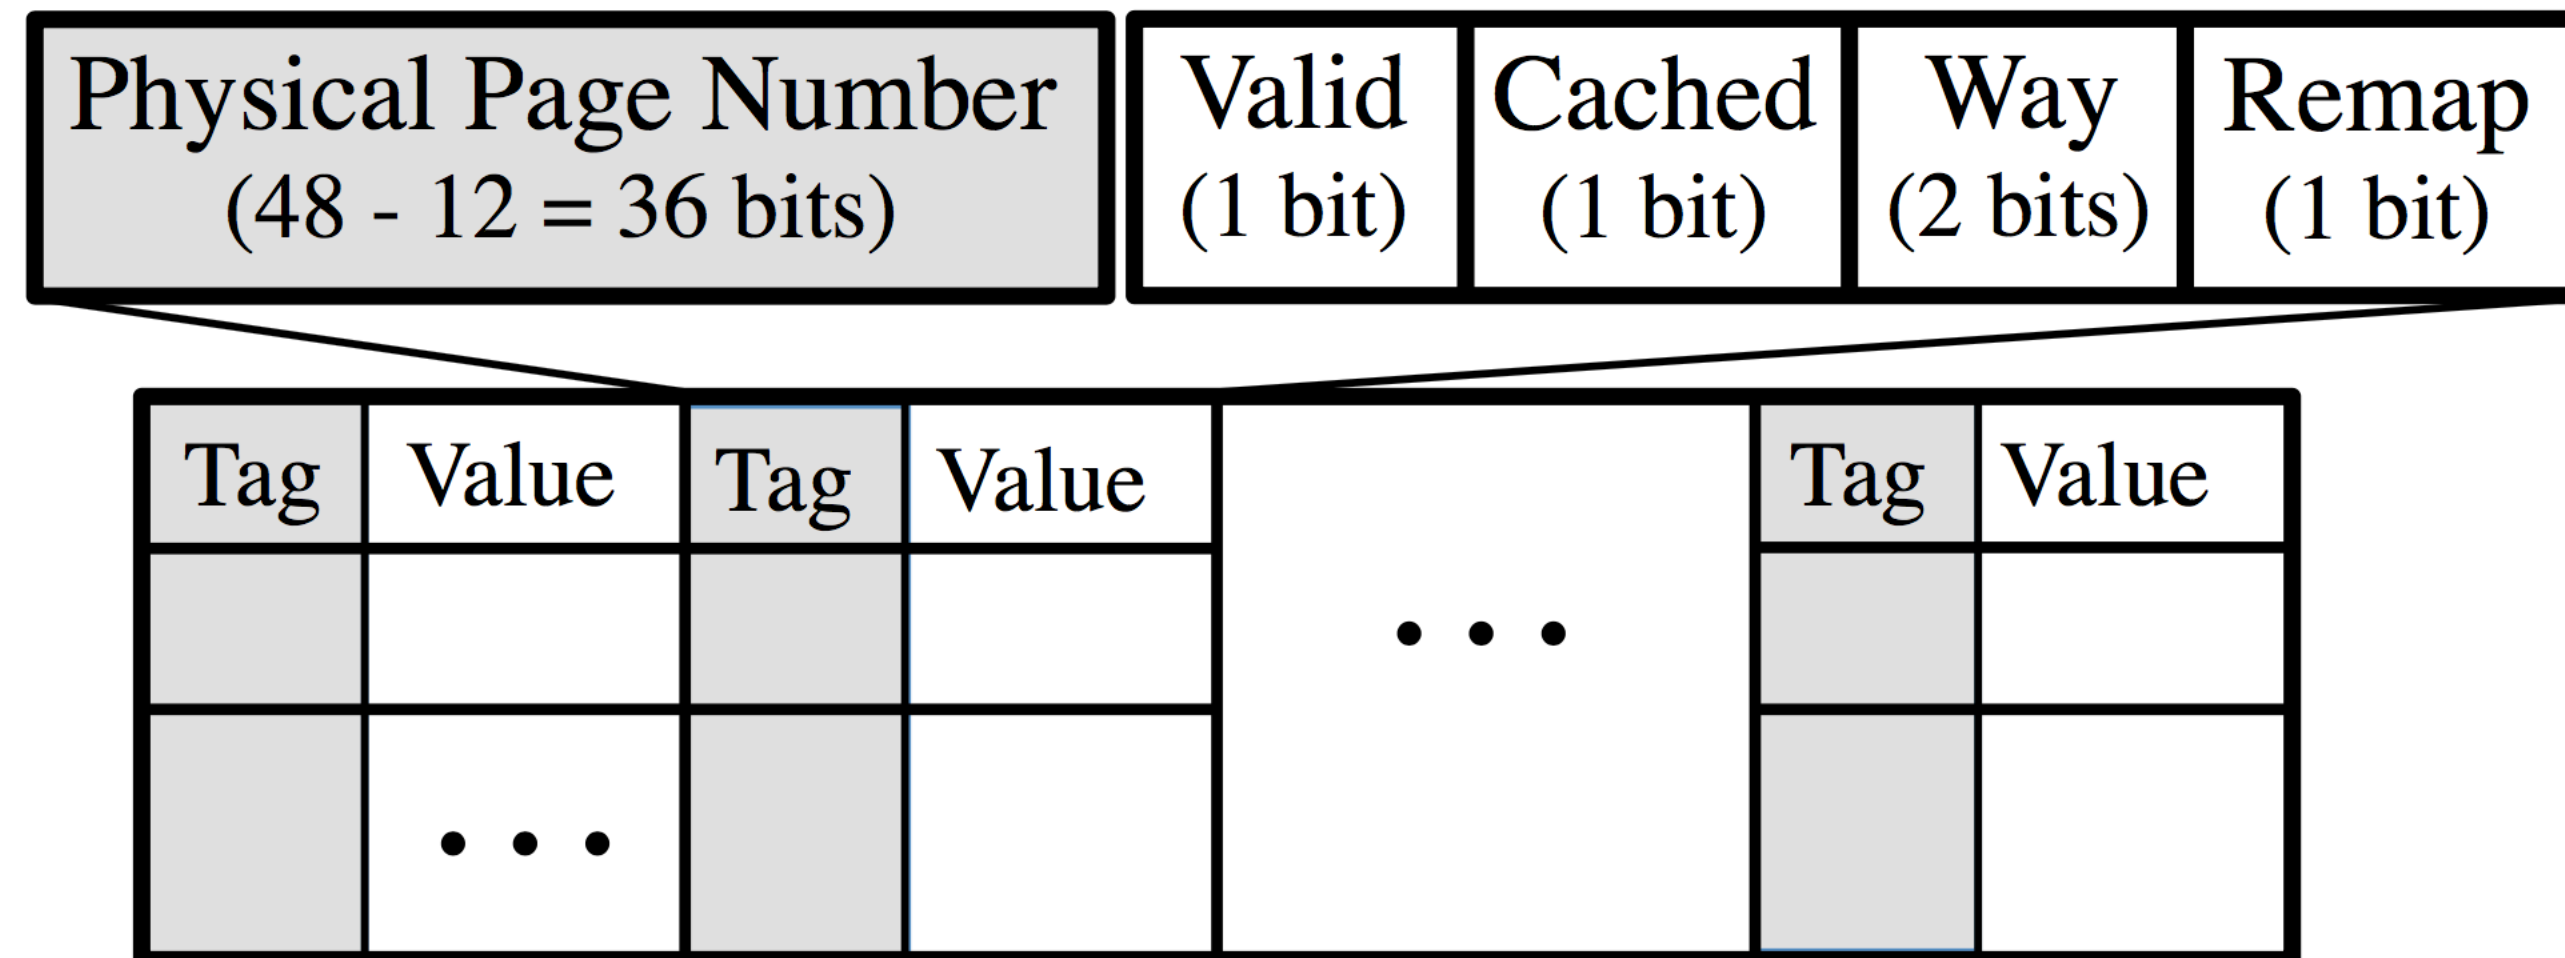 Physical Page Number
(48 - 12 = 36 bits)
Valid
(1 bit)
Cached
(1 bit)
Way
(2 bits)
Remap
(1 bit)
Tag Value Tag Value Tag Value
• • •
• • •